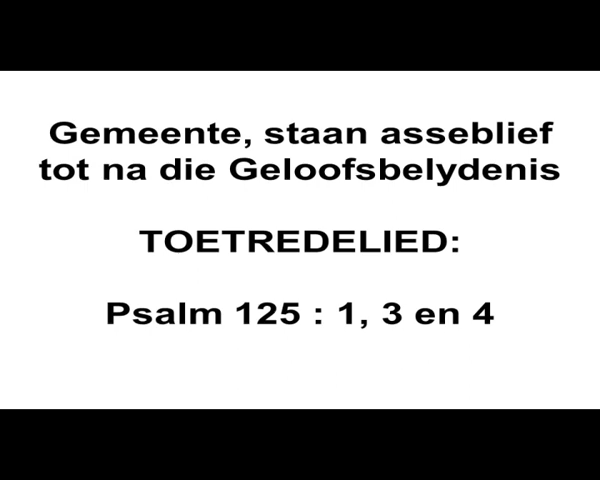 Gemeente, staan asseblief
tot na die Geloofsbelydenis
TOETREDELIED:
Psalm 125 : 1, 3 en 4